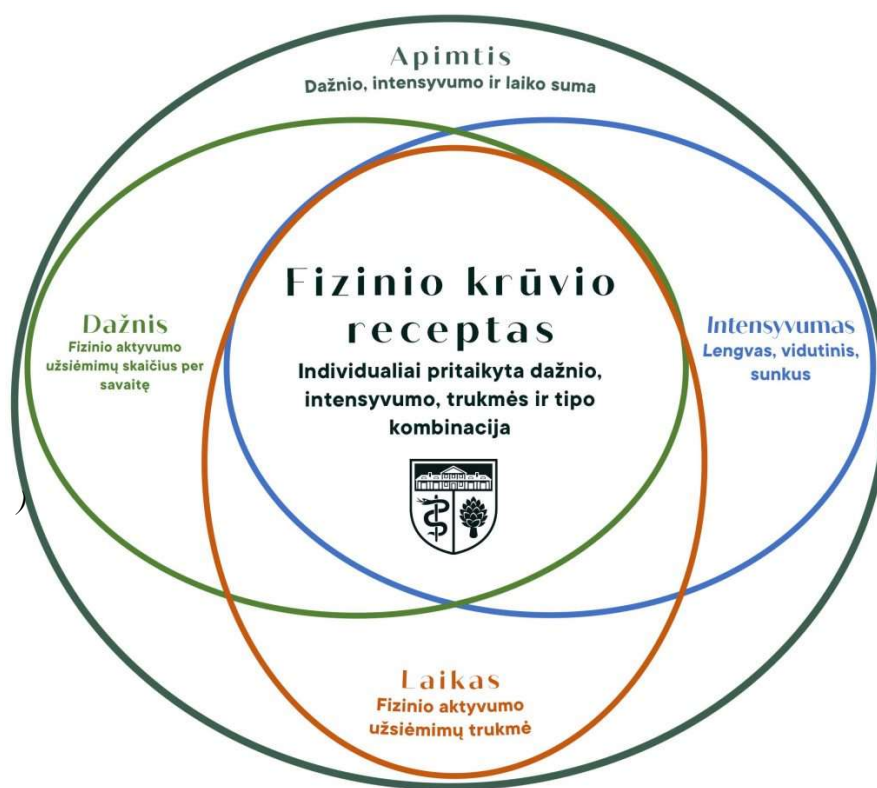 Apimtis
Dažnio, intensyvumo ir laiko suma
Fizinio krūvio
receptas
Individualiai pritaikyta dažnio,
intensyvumo, trukmės ir tipo
kombinacija
Dažnis
Fizinio aktyvumo
užsiėmimų skaičius per
savaitę
Intensyvumas
Lengvas, vidutinis,
sunkus
)
Laikas
Fizinio aktyvumo
užsiėmimų trukmė